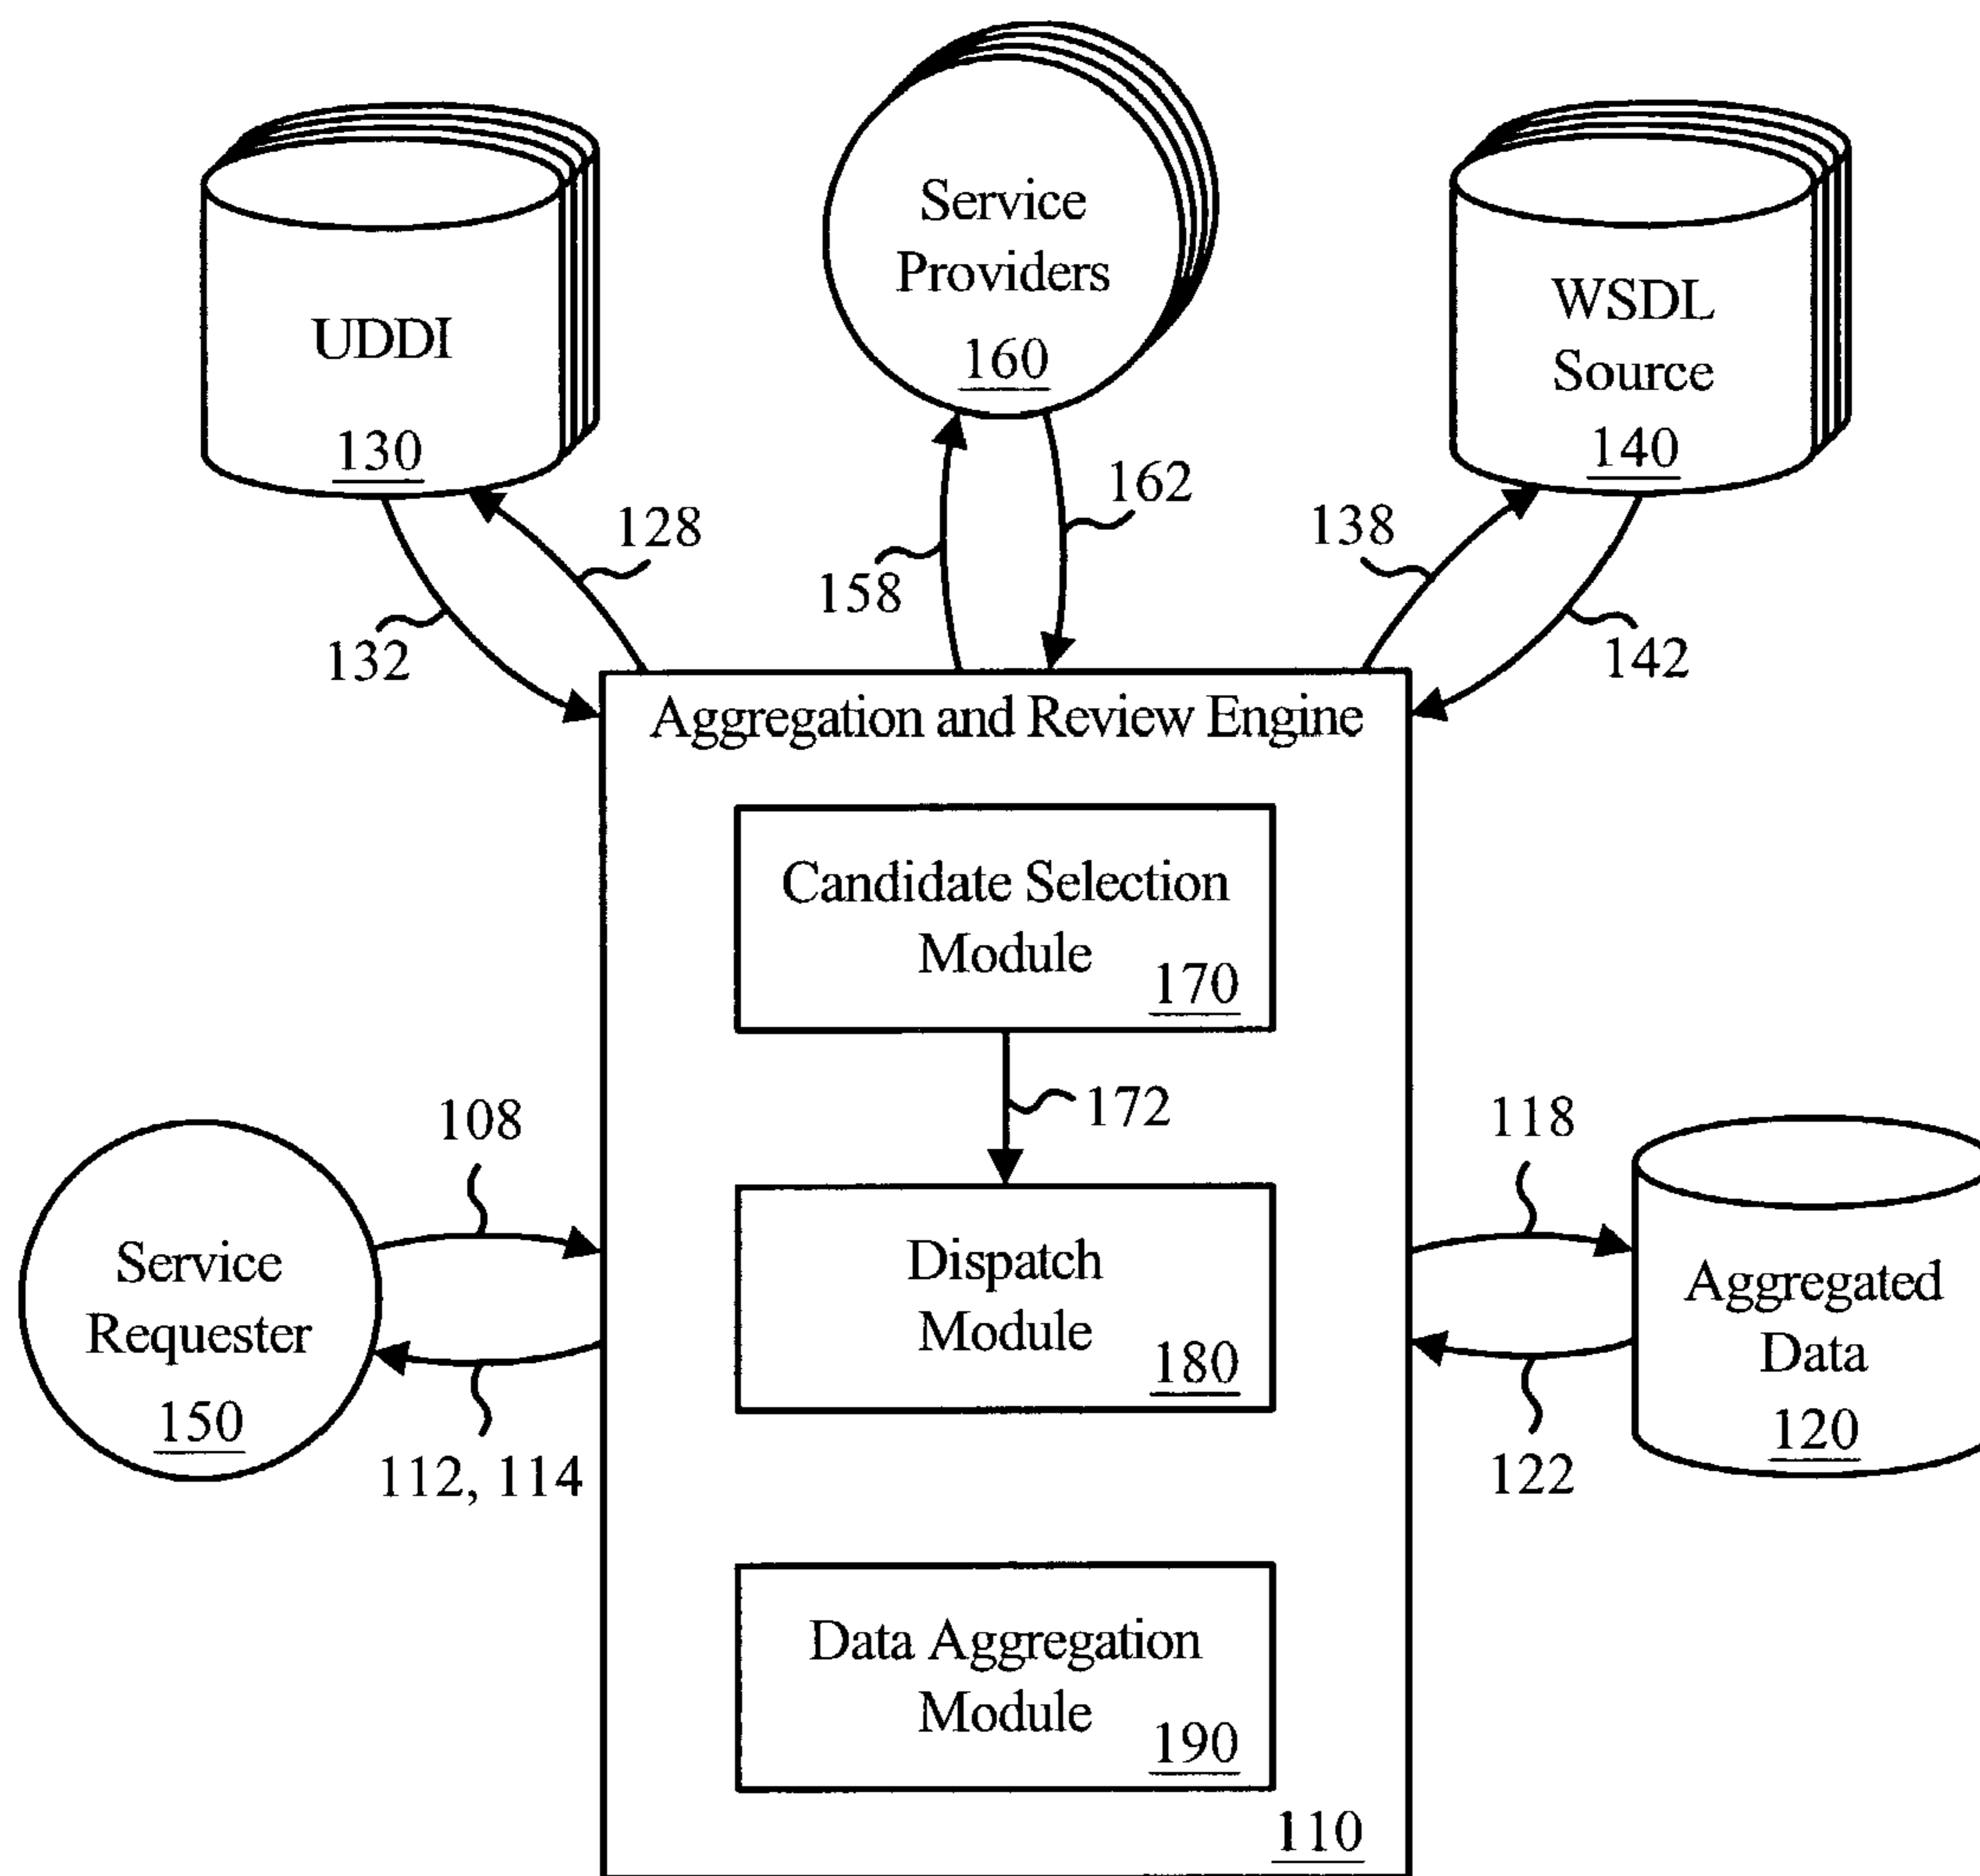 Service
Providers
160
UDDI
130
WSDL
Source
140
128
132
158
162
138
142
Aggregation and Review Engine
Candidate Selection
Module
170
172
108
Service
Requester
150
112, 114
Dispatch
Module
180
118
Aggregated
Data
120
122
Data Aggregation
Module
190
110